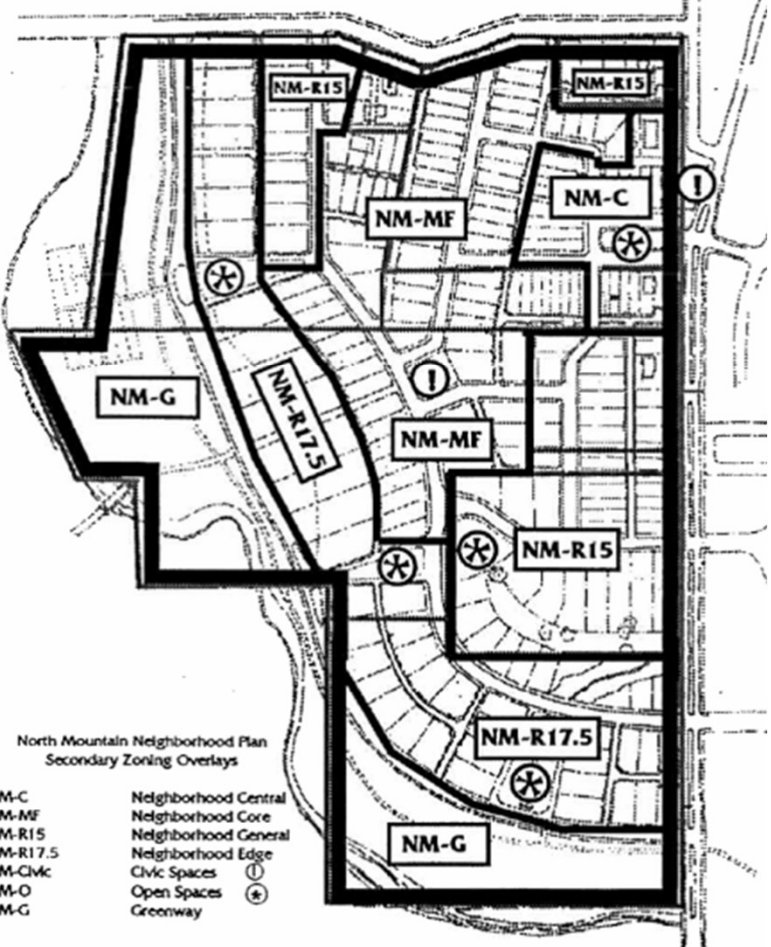 NM-R15
NM-R15
NM-C
!
NM-MF
*
*
NM-G
NM-R17.5
!
NM-MF
NM-R15
*
*
NM-R17.5
*
NM-G
North Mountain Neighborhood Plan
Secondary Zoning Overlays
M-C Neighborhood Central
M-MF Neighborhood Core
M-R15 Neighborhood General
M-R17.5 Neighborhood Edge
M-Civic Civic Spaces !
M-O Open Spaces *
M-G Greenway